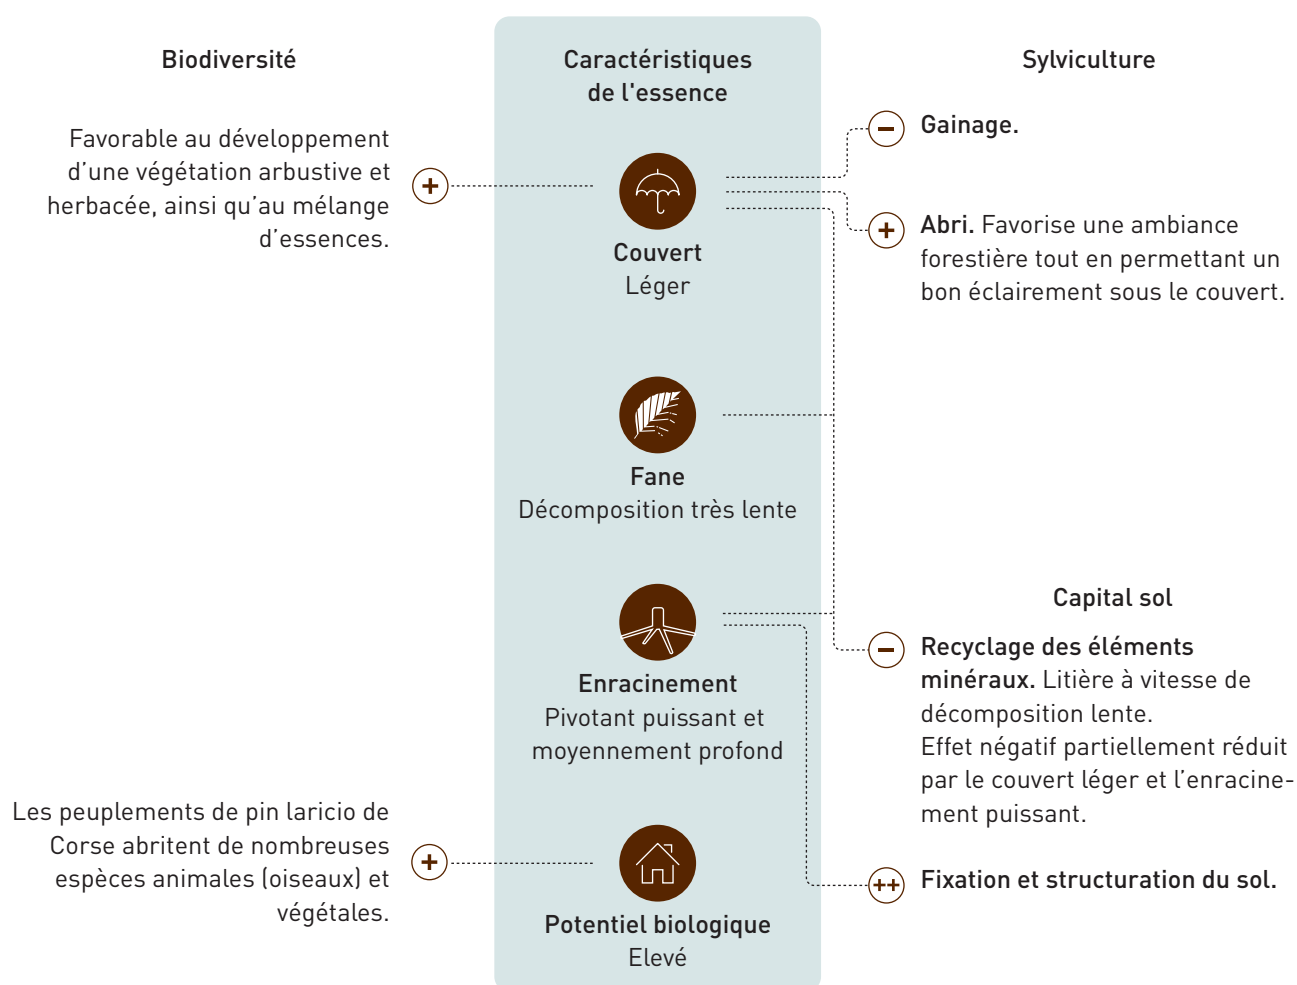 Biodiversité
Favorable au développement
d’une végétation arbustive et
herbacée, ainsi qu’au mélange
d’essences.
+
Les peuplements de pin laricio de
Corse abritent de nombreuses
espèces animales (oiseaux) et
végétales.
+
Caractéristiques
de l'essence
Couvert
Léger
Fane
Décomposition très lente
Enracinement
Pivotant puissant et
moyennement profond
Potentiel biologique
Elevé
Sylviculture
− Gainage.
+ Abri. Favorise une ambiance
forestière tout en permettant un
bon éclairement sous le couvert.
Capital sol
− Recyclage des éléments
minéraux. Litière à vitesse de
décomposition lente.
Effet négatif partiellement réduit
par le couvert léger et l’enracine-
ment puissant.
++ Fixation et structuration du sol.